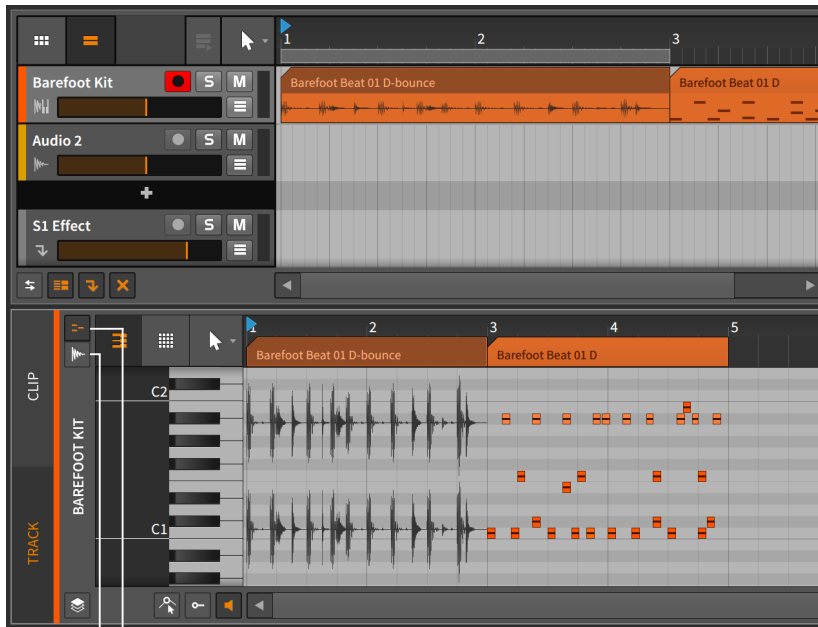 1 2 3
Barefoot Kit S M
Barefoot Beat 01 D-bounce Barefoot Beat 01 D
Audio 2 S M
S1 Effect S M
1 2 3 4 5
Barefoot Beat 01 D-bounce Barefoot Beat 01 D
CLIP
TRACK
BAREFOOT KIT
C2
C1